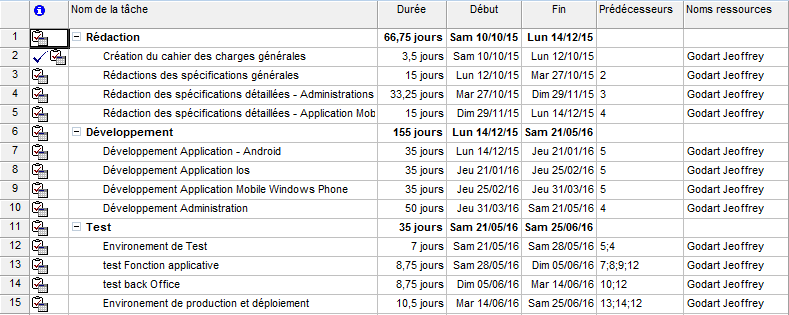 Nom de la tâche Durée Début Fin Prédécesseurs Noms ressources
1 Rédaction 66,75 jours Sam 10/10/15 Lun 14/12/15
2 Création du cahier des charges générales 3,5 jours Sam 10/10/15 Lun 12/10/15 Godart Jeoffrey
3 Rédactions des spécifications générales 15 jours Lun 12/10/15 Mar 27/10/15 2 Godart Jeoffrey
4 Rédaction des spécifications détaillées - Administrations 33,25 jours Mar 27/10/15 Dim 29/11/15 3 Godart Jeoffrey
5 Rédaction des spécifications détaillées - Application Mob 15 jours Dim 29/11/15 Lun 14/12/15 4 Godart Jeoffrey
6 Développement 155 jours Lun 14/12/15 Sam 21/05/16
7 Développement Application - Android 35 jours Lun 14/12/15 Jeu 21/01/16 5 Godart Jeoffrey
8 Développement Application Ios 35 jours Jeu 21/01/16 Jeu 25/02/16 5 Godart Jeoffrey
9 Développement Application Mobile Windows Phone 35 jours Jeu 25/02/16 Jeu 31/03/16 5 Godart Jeoffrey
10 Développement Administration 50 jours Jeu 31/03/16 Sam 21/05/16 4 Godart Jeoffrey
11 Test 35 jours Sam 21/05/16 Sam 25/06/16
12 Environement de Test 7 jours Sam 21/05/16 Sam 28/05/16 5;4 Godart Jeoffrey
13 test Fonction applicative 8,75 jours Sam 28/05/16 Dim 05/06/16 7;8;9;12 Godart Jeoffrey
14 test back Office 8,75 jours Dim 05/06/16 Mar 14/06/16 10;12 Godart Jeoffrey
15 Environement de production et déploiement 10,5 jours Mar 14/06/16 Sam 25/06/16 13;14;12 Godart Jeoffrey